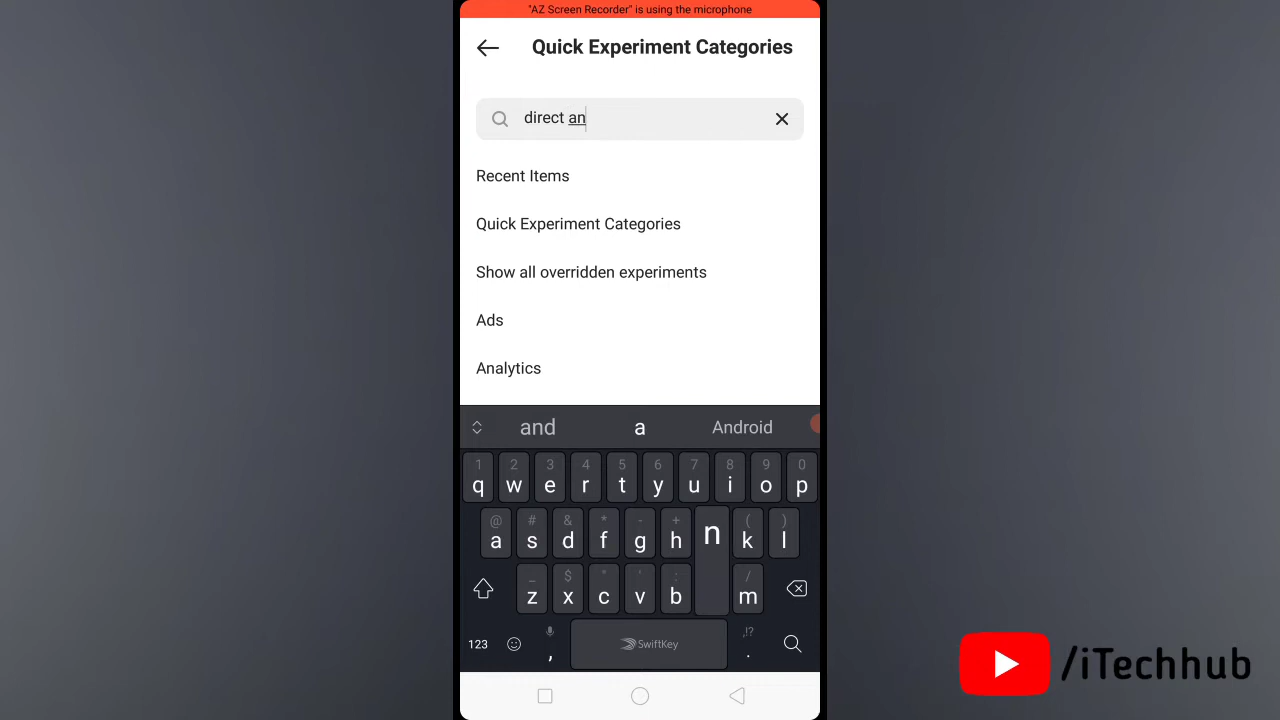 "AZ Screen Recorder" is using the microphone
Quick Experiment Categories
direct an
Recent Items
Quick Experiment Categories
Show all overridden experiments
Ads
Analytics
and a Android
1 2 3 4 5 6 7 8 9 0
q w e r t y u i o p
@ # & * - + ( )
a s d f g h n k l
_ $ " ' : /
z x c v b m
,!?
123 , SwiftKey .
/iTechhub